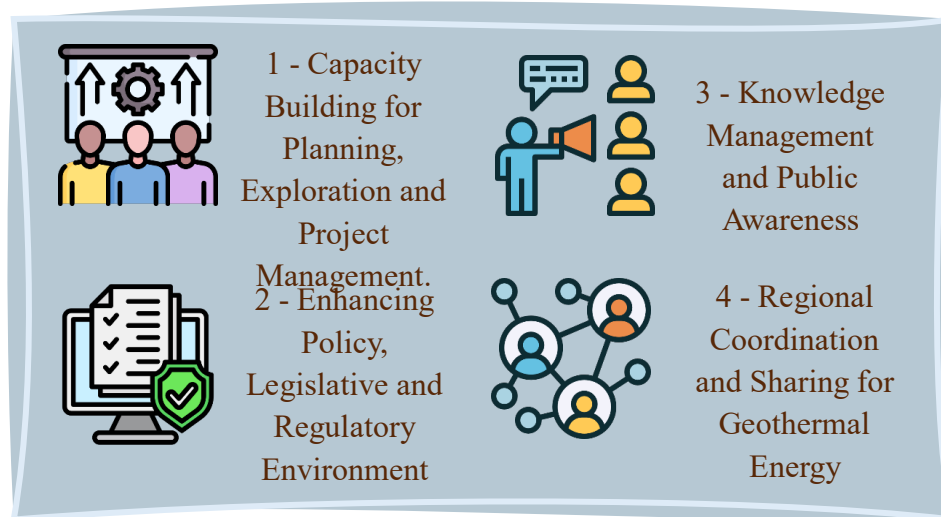 1 - Capacity
Building for
Planning,
Exploration and
Project
Management.
2 - Enhancing
Policy,
Legislative and
Regulatory
Environment
3 - Knowledge
Management
and Public
Awareness
4 - Regional
Coordination
and Sharing for
Geothermal
Energy